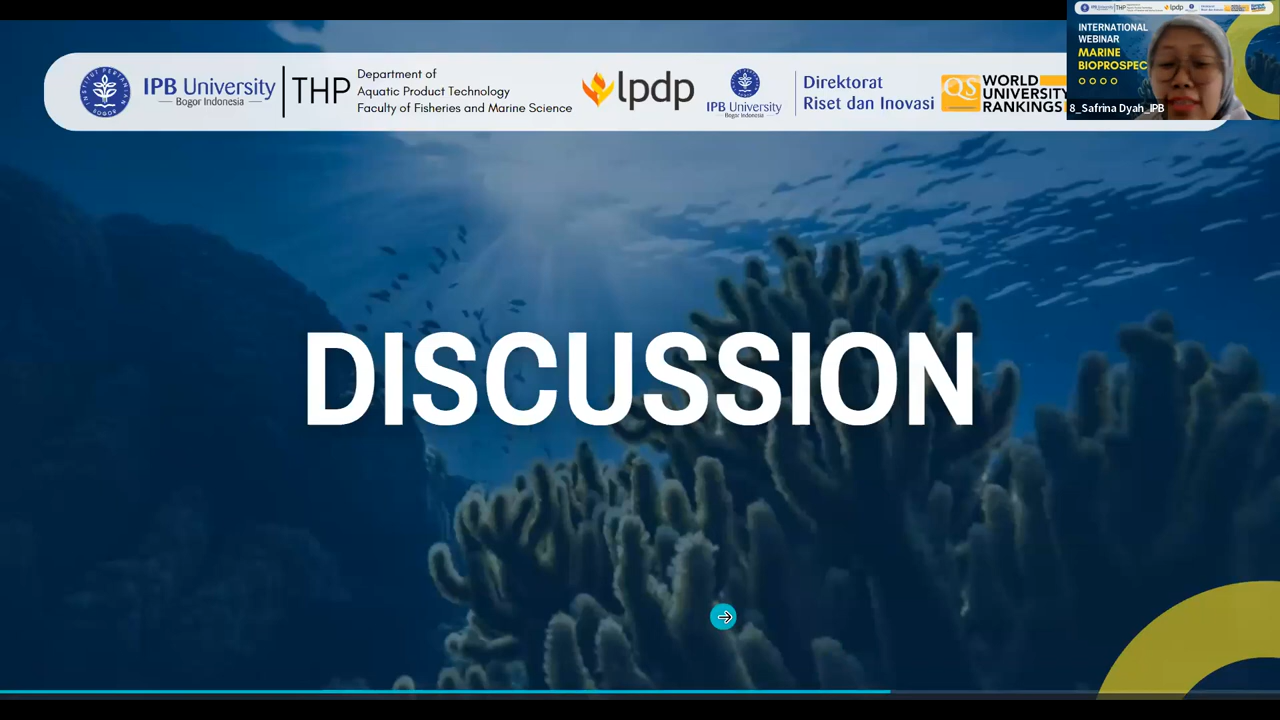 IPB University
Bogor Indonesia
THP
Department of
Aquatic Product Technology
Faculty of Fisheries and Marine Science
lpdp
IPB University
Bogor Indonesia
Direktorat
Riset dan Inovasi
QS
WORLD
UNIVERSITY
RANKINGS
INTERNATIONAL
WEBINAR
MARINE
BIOPROSPEC
8_Safrina Dyah_IPB
DISCUSSION